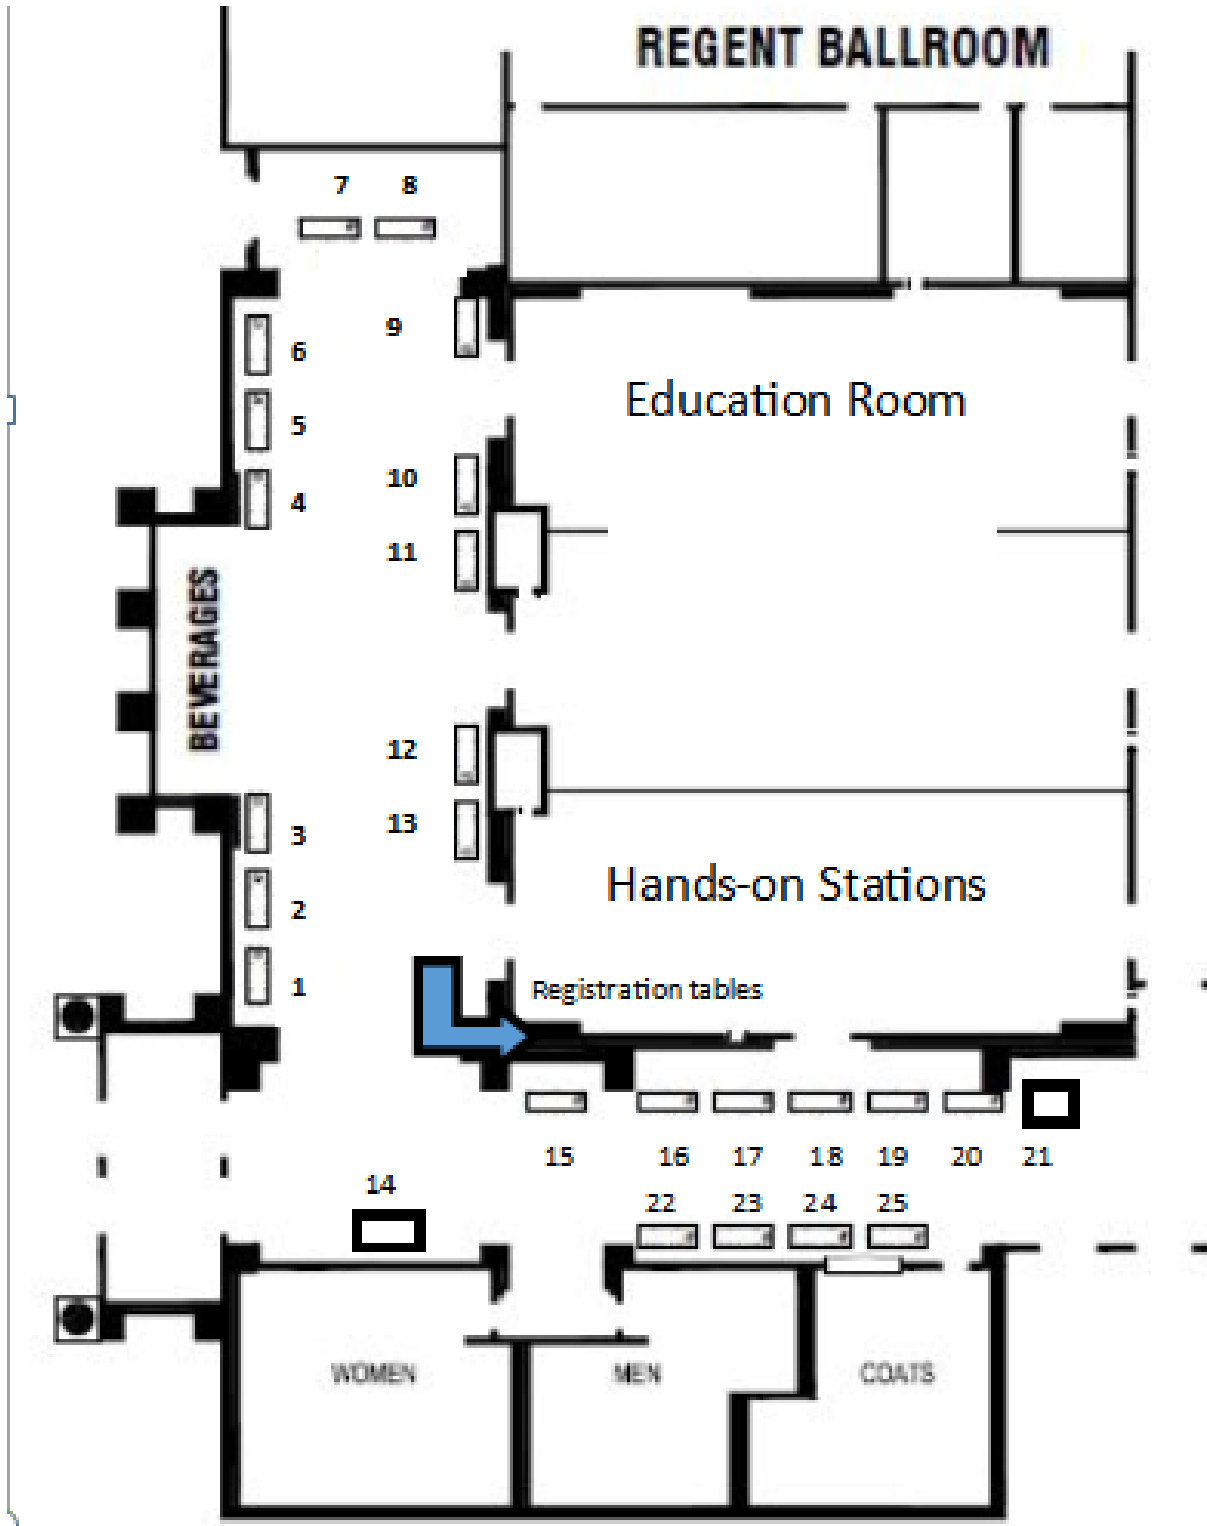 REGENT BALLROOM
7 8
9
6
Education Room
5
10
4
11
BEVERAGES
12
13
3
Hands-on Stations
2
1
Registration tables
15 16 17 18 19 20 21
14
22 23 24 25
WOMEN
MEN
COATS